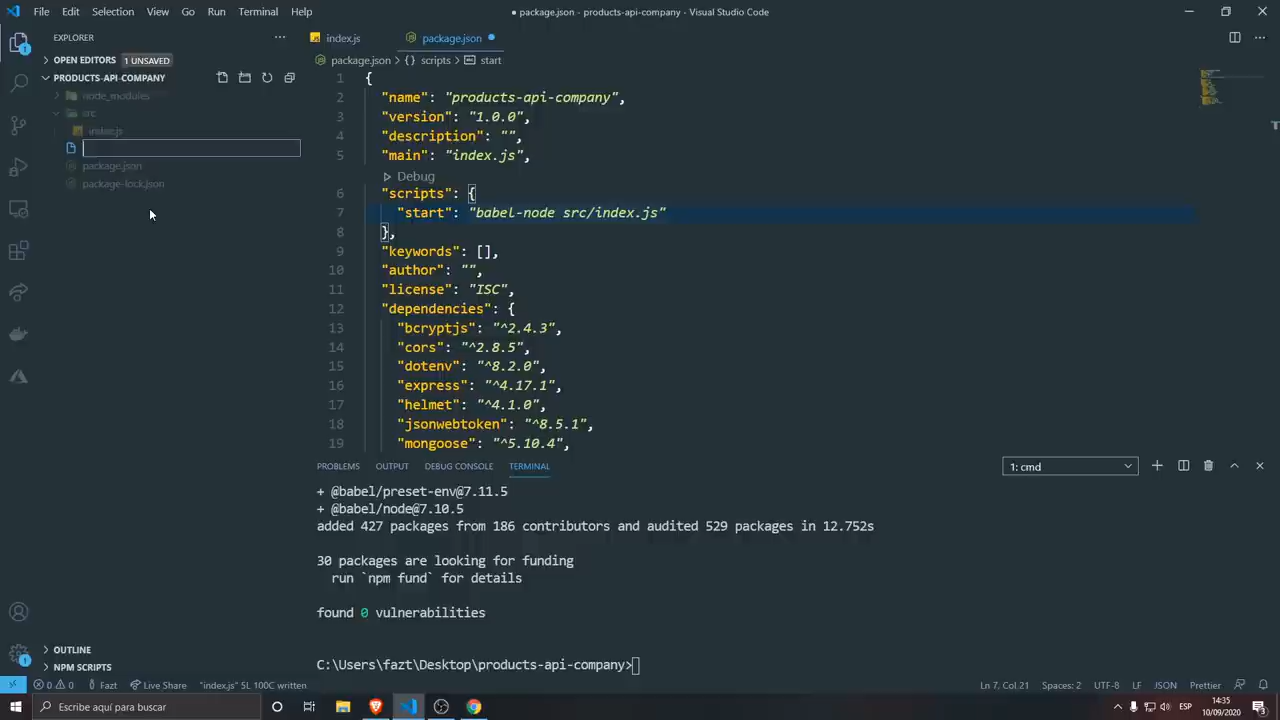 File Edit Selection View Go Run Terminal Help
● package.json - products-api-company - Visual Studio Code
EXPLORER
OPEN EDITORS 1 UNSAVED
PRODUCTS-API-COMPANY
node_modules
src
index.js
package.json
package-lock.json
OUTLINE
NPM SCRIPTS
index.js package.json
package.json > {} scripts > start
1 {
2 "name": "products-api-company",
3 "version": "1.0.0",
4 "description": "",
5 "main": "index.js",
Debug
6 "scripts": {
7 "start": "babel-node src/index.js"
8 },
9 "keywords": [],
10 "author": "",
11 "license": "ISC",
12 "dependencies": {
13 "bcryptjs": "^2.4.3",
14 "cors": "^2.8.5",
15 "dotenv": "^8.2.0",
16 "express": "^4.17.1",
17 "helmet": "^4.1.0",
18 "jsonwebtoken": "^8.5.1",
19 "mongoose": "^5.10.4",
PROBLEMS OUTPUT DEBUG CONSOLE TERMINAL 1: cmd
+ @babel/preset-env@7.11.5
+ @babel/node@7.10.5
added 427 packages from 186 contributors and audited 529 packages in 12.752s
30 packages are looking for funding
run `npm fund` for details
found 0 vulnerabilities
C:\Users\fazt\Desktop\products-api-company>
0 0 Fazt Live Share "index.js" 5L 100C written Ln 7, Col 21 Spaces: 2 UTF-8 LF JSON Prettier
Escribe aquí para buscar
ESP
14:35
10/09/2020
3